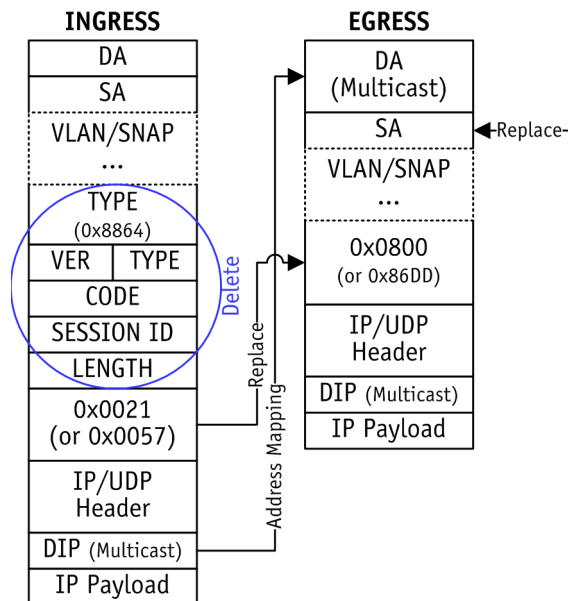 INGRESS
DA
SA
VLAN/SNAP
...
TYPE
(0x8864)
VER
TYPE
CODE
SESSION ID
LENGTH
0x0021
(or 0x0057)
IP/UDP
Header
DIP (Multicast)
IP Payload
Delete
Replace
Address Mapping
EGRESS
DA
(Multicast)
SA
Replace
VLAN/SNAP
...
0x0800
(or 0x86DD)
IP/UDP
Header
DIP (Multicast)
IP Payload